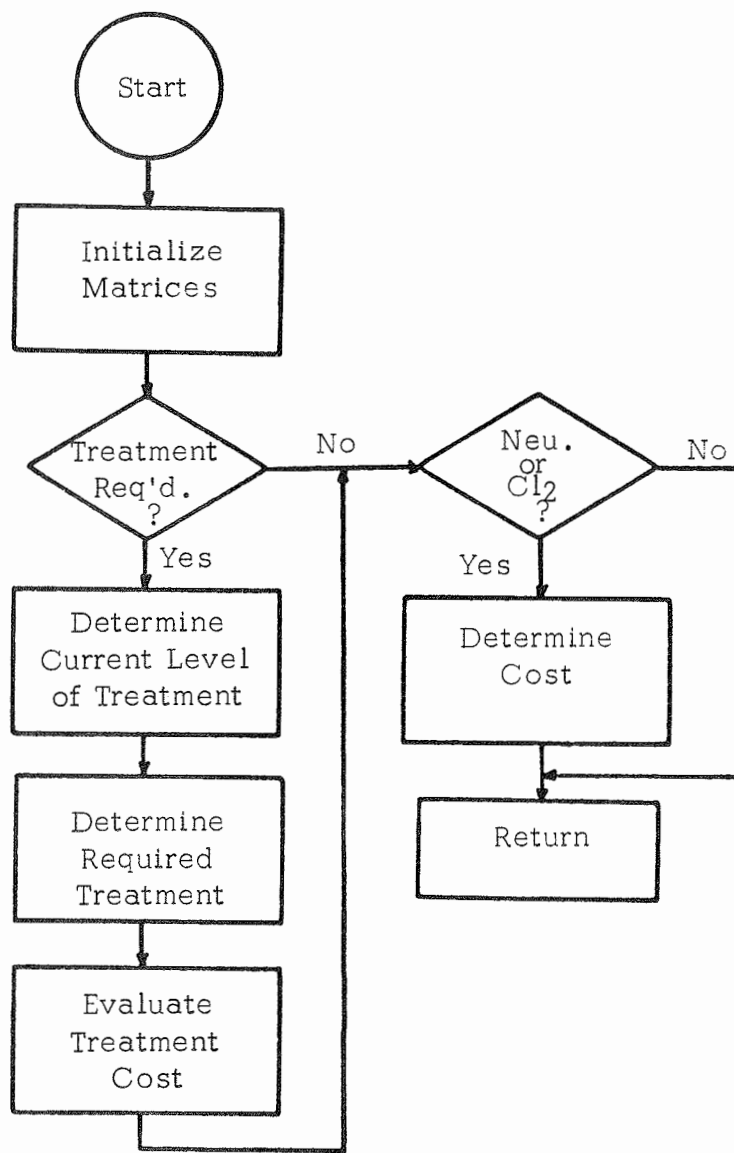 Start
Initialize
Matrices
Treatment
Req'd.
?
No
Yes
Determine
Current Level
of Treatment
Determine
Required
Treatment
Evaluate
Treatment
Cost
Neu.
or
Cl2
?
No
Yes
Determine
Cost
Return